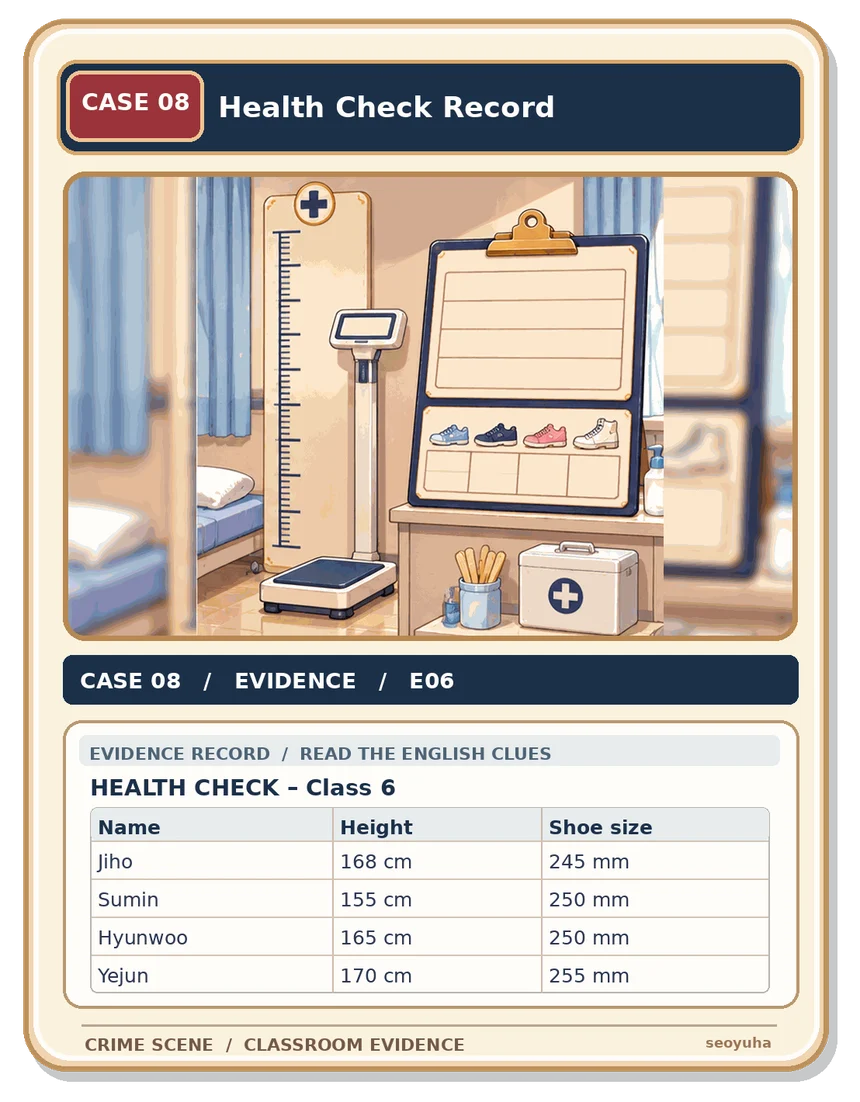 CASE 08 Health Check Record
CASE 08 / EVIDENCE / E06
EVIDENCE RECORD / READ THE ENGLISH CLUES
HEALTH CHECK – Class 6
Name Height Shoe size
Jiho 168 cm 245 mm
Sumin 155 cm 250 mm
Hyunwoo 165 cm 250 mm
Yejun 170 cm 255 mm
CRIME SCENE / CLASSROOM EVIDENCE seoyuha